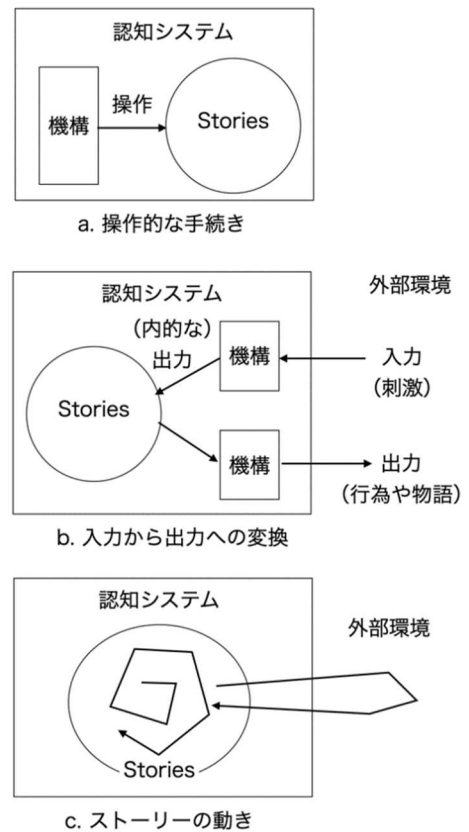 認知システム
操作
機構
Stories
a. 操作的な手続き
認知システム
外部環境
（内的な）
出力
機構
入力
（刺激）
Stories
機構
出力
（行為や物語）
b. 入力から出力への変換
認知システム
外部環境
Stories
c. ストーリーの動き